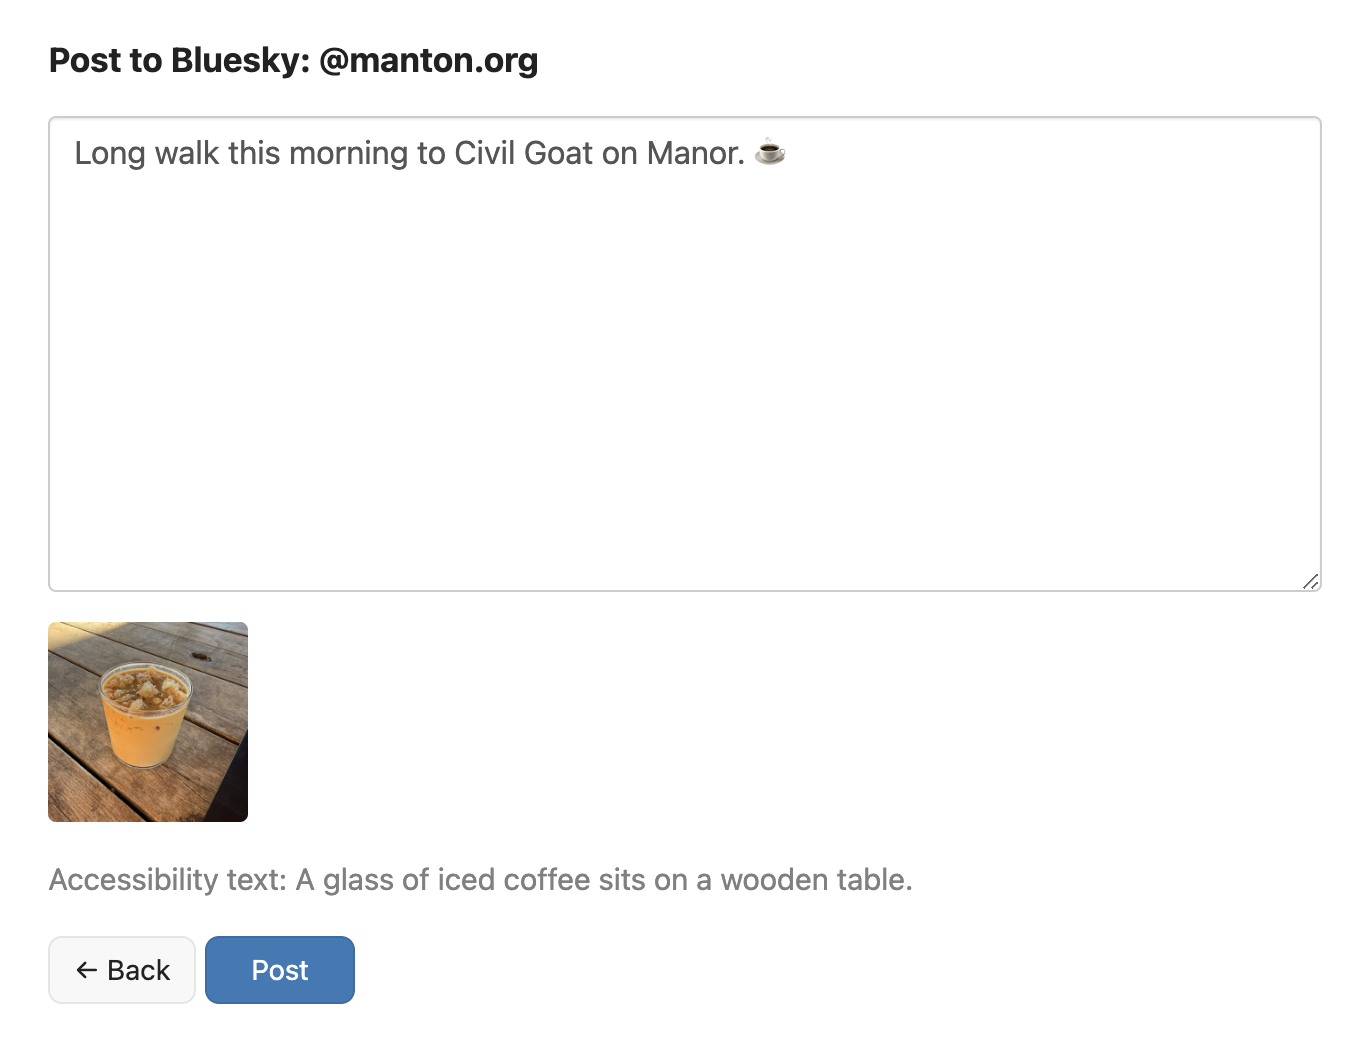 Post to Bluesky: @manton.org
Long walk this morning to Civil Goat on Manor. ☕
Accessibility text: A glass of iced coffee sits on a wooden table.
← Back
Post